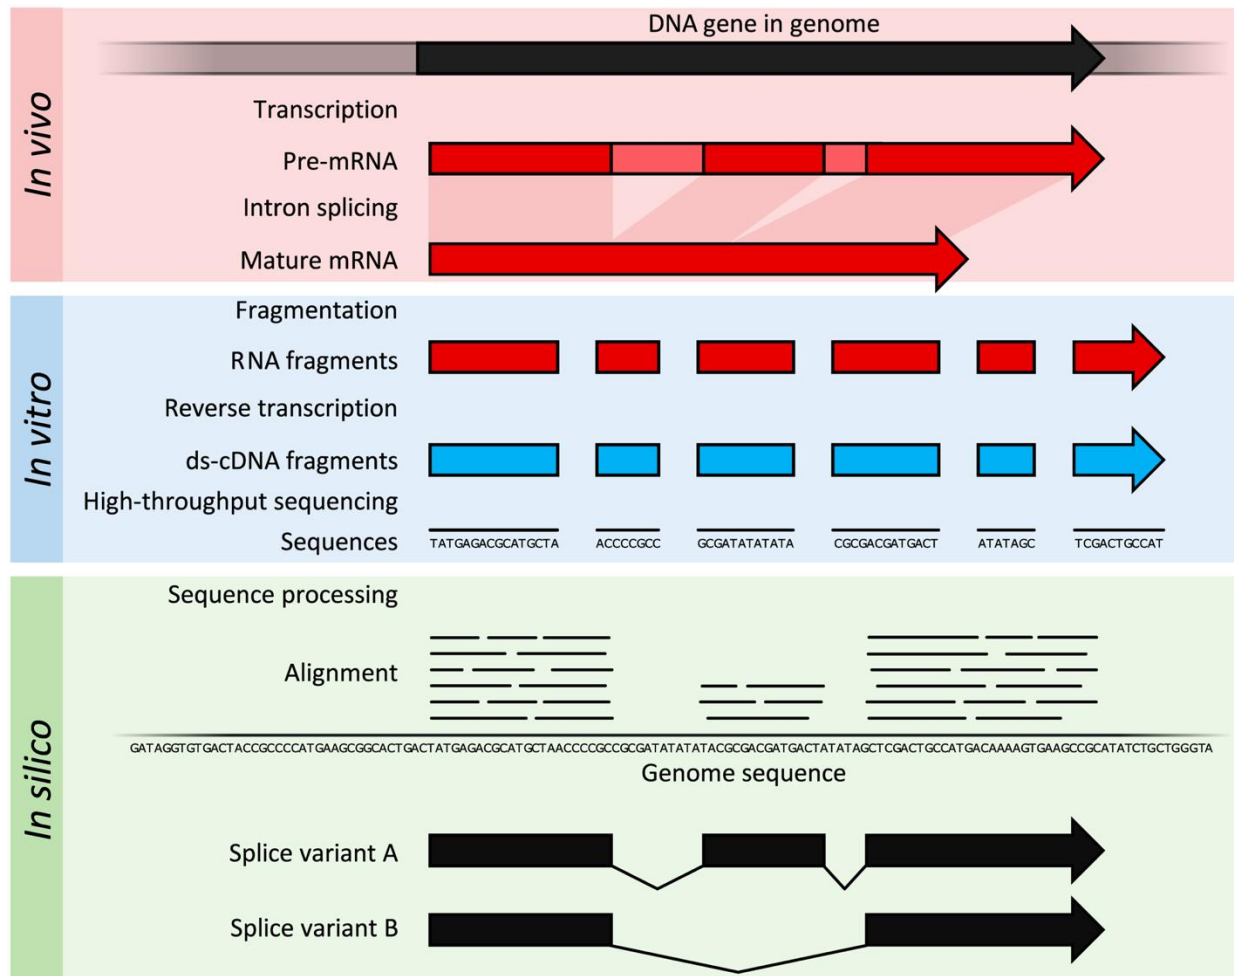 In vivo
DNA gene in genome
Transcription
Pre-mRNA
Intron splicing
Mature mRNA
In vitro
Fragmentation
RNA fragments
Reverse transcription
ds-cDNA fragments
High-throughput sequencing
Sequences TATGAGACGCATGCTA ACCCCGCC GCGATATATATA CGCGACGATGACT ATATAGC TCGACTGCCAT
In silico
Sequence processing
Alignment
GATAGGTGTGACTACCGCCCCATGAAGCGGCACTGACTATGAGACGCATGCTAACCCCGCCGCGATATATATACGCGACGATGACTATATAGCTCGACTGCCATGACAAAAGTGAAGCCGCATATCTGCTGGGTA
Genome sequence
Splice variant A
Splice variant B